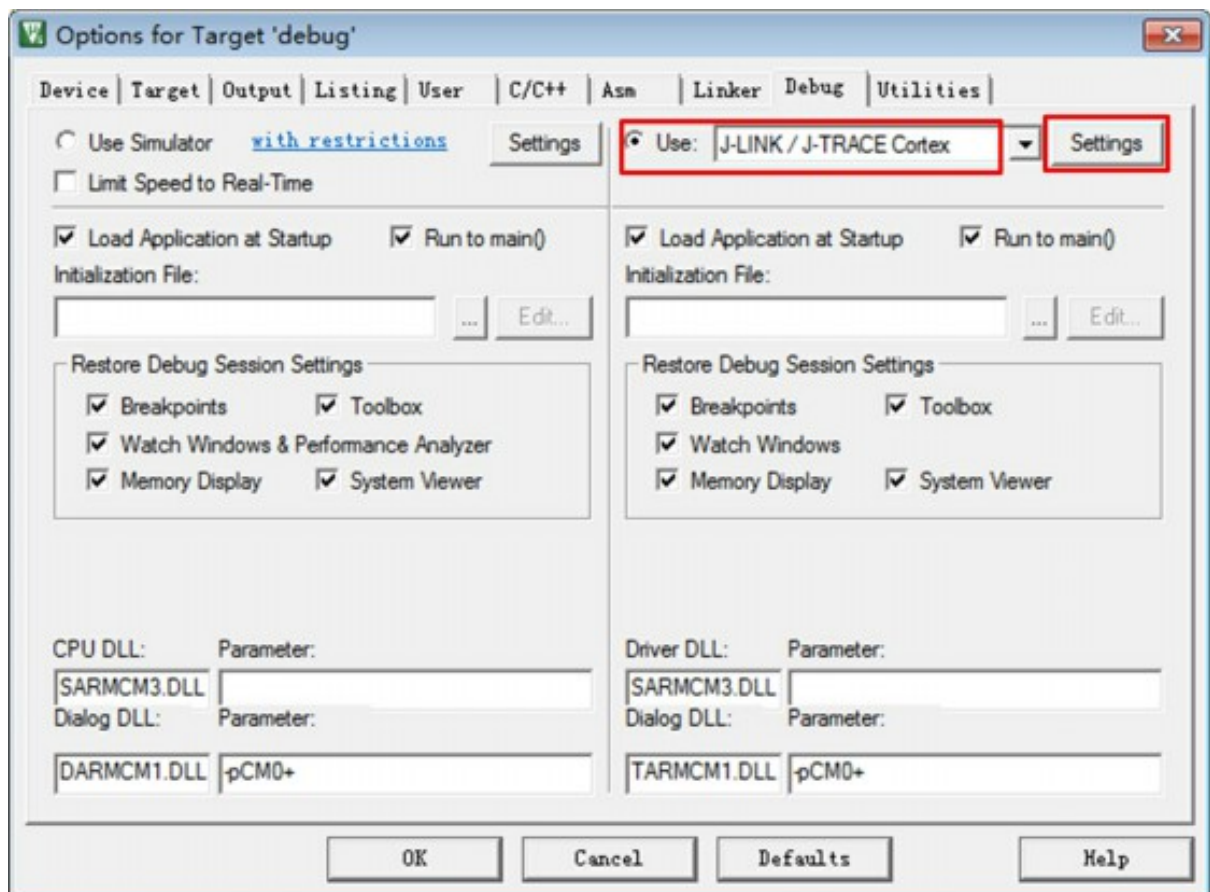 Options for Target 'debug'
Device Target Output Listing User C/C++ Asm Linker Debug Utilities
Use Simulator with restrictions Settings Use: J-LINK / J-TRACE Cortex Settings
Limit Speed to Real-Time
Load Application at Startup Run to main() Load Application at Startup Run to main()
Initialization File: Initialization File:
... Edit... ... Edit...
Restore Debug Session Settings Restore Debug Session Settings
Breakpoints Toolbox Breakpoints Toolbox
Watch Windows & Performance Analyzer Watch Windows
Memory Display System Viewer Memory Display System Viewer
CPU DLL: Parameter: Driver DLL: Parameter:
SARMCM3.DLL SARMCM3.DLL
Dialog DLL: Parameter: Dialog DLL: Parameter:
DARMCM1.DLL -pCM0+ TARMCM1.DLL -pCM0+
OK Cancel Defaults Help